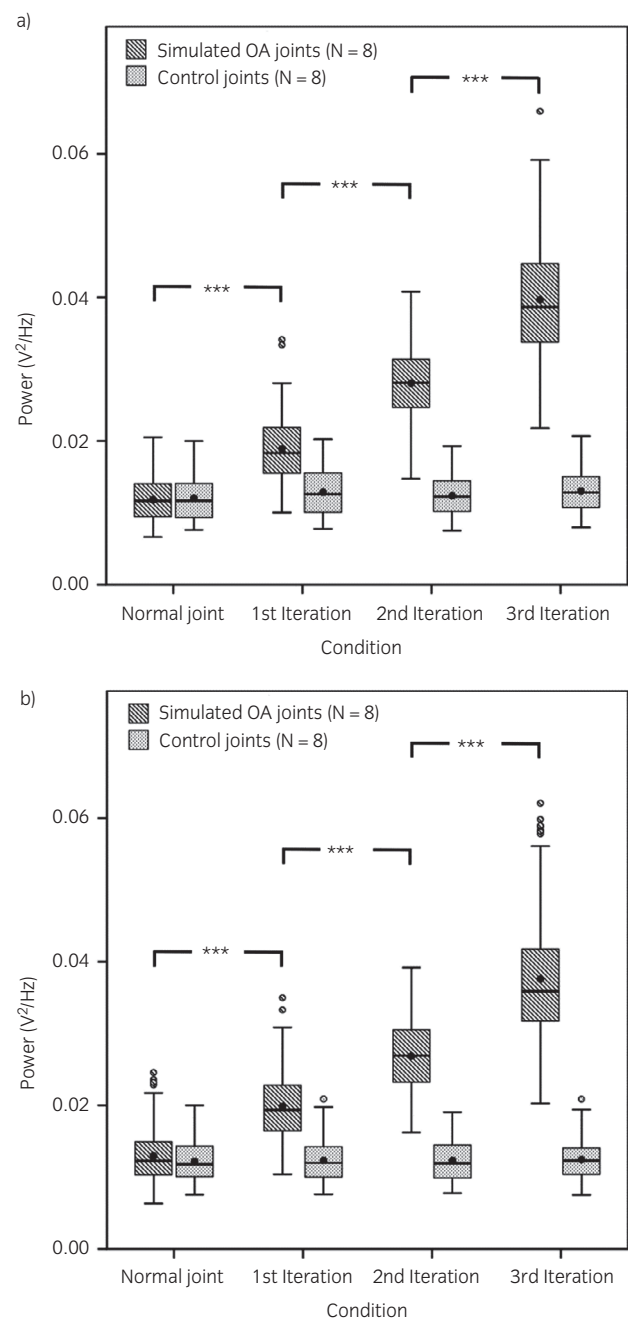 a)
Simulated OA joints (N = 8)
Control joints (N = 8)
***
***
***
0.06
0.04
0.02
0.00
Power (V²/Hz)
Normal joint 1st Iteration 2nd Iteration 3rd Iteration
Condition
b)
Simulated OA joints (N = 8)
Control joints (N = 8)
***
***
***
0.06
0.04
0.02
0.00
Power (V²/Hz)
Normal joint 1st Iteration 2nd Iteration 3rd Iteration
Condition